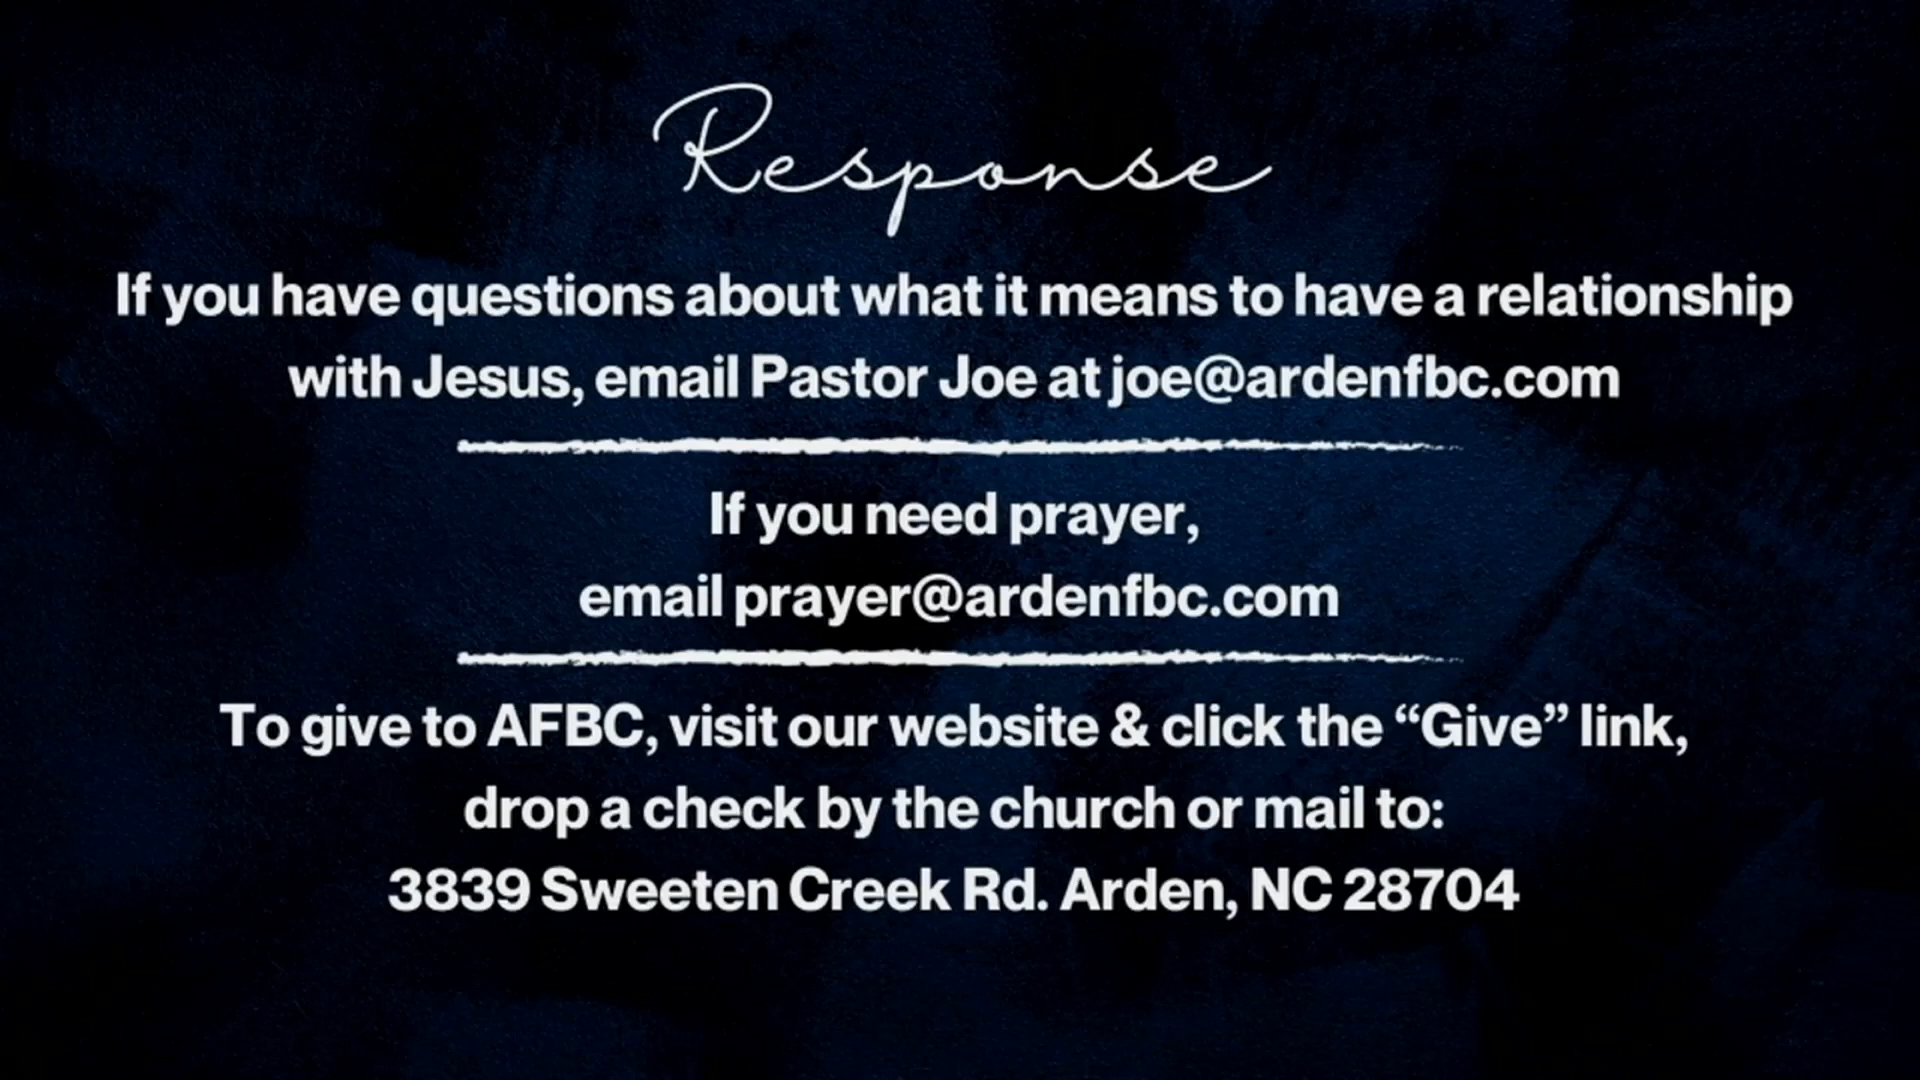 Response
If you have questions about what it means to have a relationship
with Jesus, email Pastor Joe at joe@ardenfbc.com
If you need prayer,
email prayer@ardenfbc.com
To give to AFBC, visit our website & click the “Give” link,
drop a check by the church or mail to:
3839 Sweeten Creek Rd. Arden, NC 28704